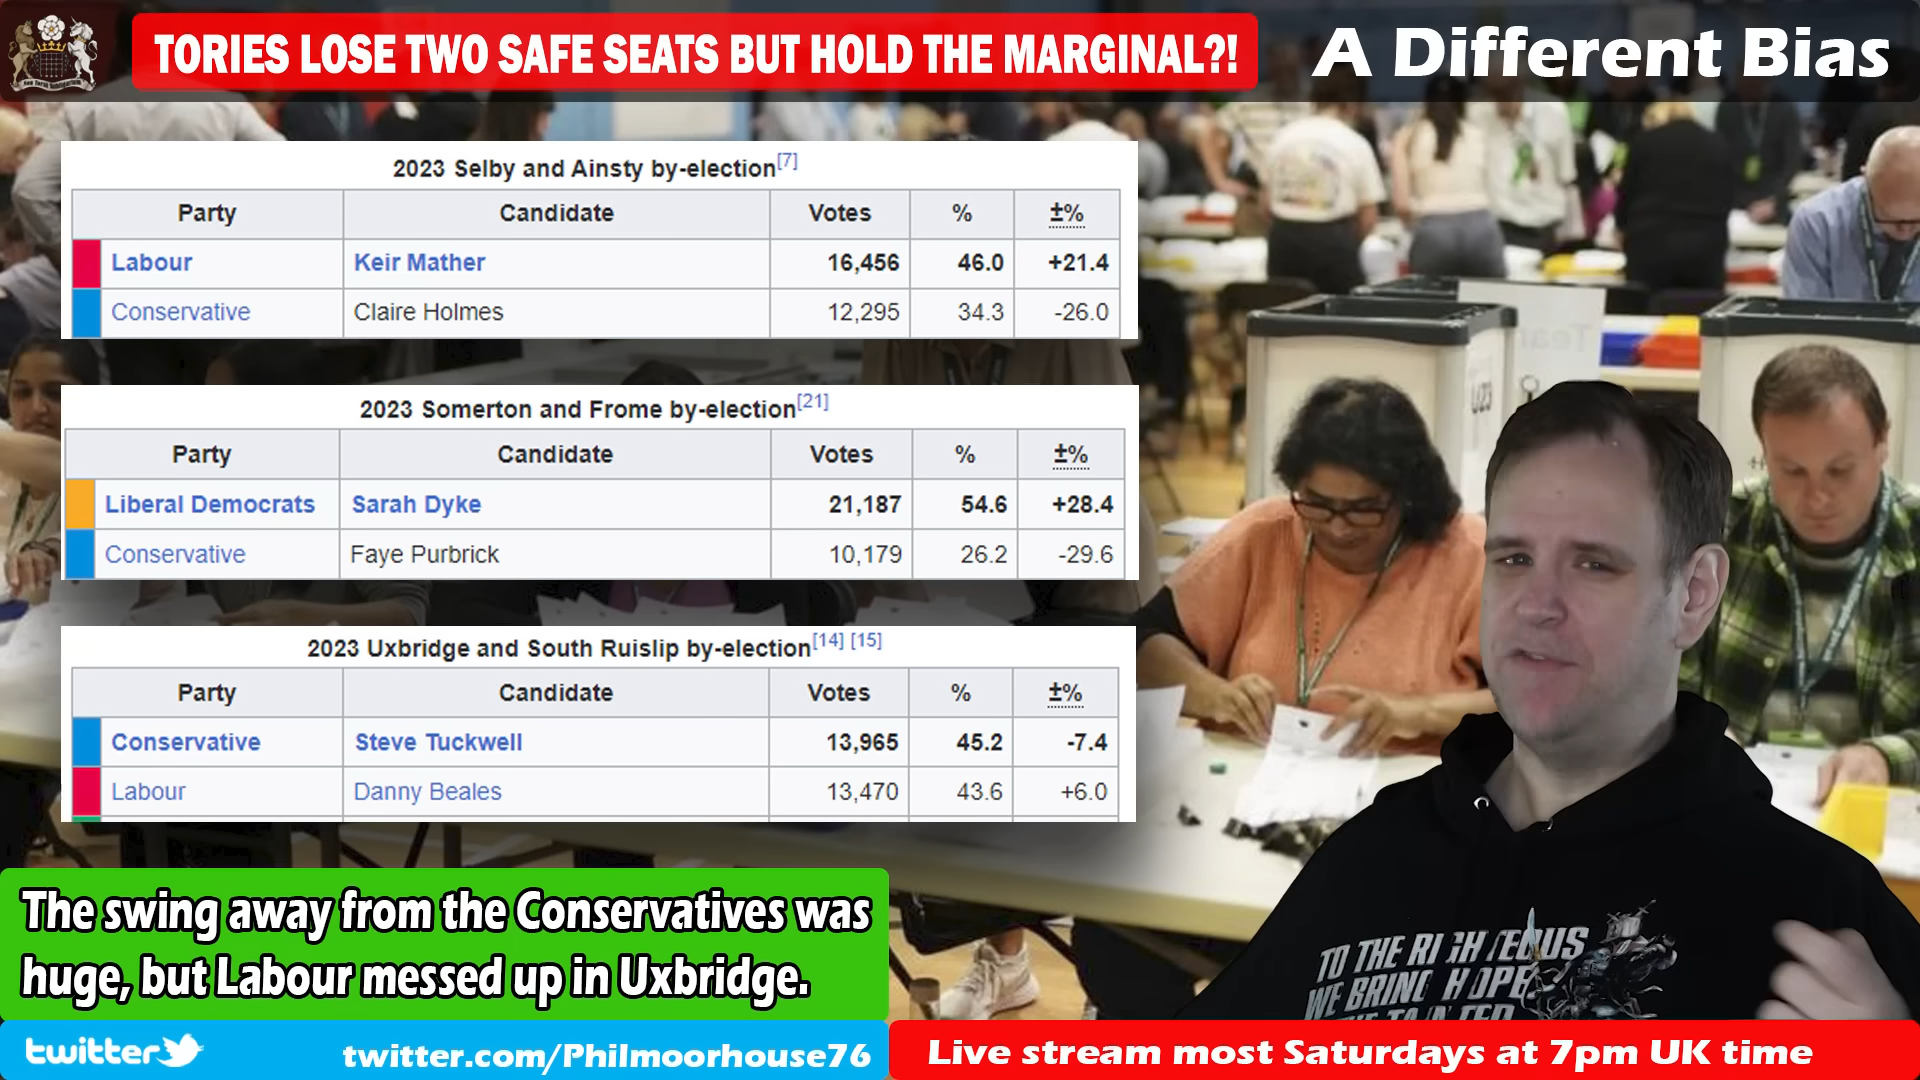 TORIES LOSE TWO SAFE SEATS BUT HOLD THE MARGINAL?!
A Different Bias
2023 Selby and Ainsty by-election[7]
Party Candidate Votes % ±%
Labour Keir Mather 16,456 46.0 +21.4
Conservative Claire Holmes 12,295 34.3 -26.0
2023 Somerton and Frome by-election[21]
Party Candidate Votes % ±%
Liberal Democrats Sarah Dyke 21,187 54.6 +28.4
Conservative Faye Purbrick 10,179 26.2 -29.6
2023 Uxbridge and South Ruislip by-election[14] [15]
Party Candidate Votes % ±%
Conservative Steve Tuckwell 13,965 45.2 -7.4
Labour Danny Beales 13,470 43.6 +6.0
TO THE RIGHTEOUS
WE BRING HOPE
The swing away from the Conservatives was
huge, but Labour messed up in Uxbridge.
twitter twitter.com/Philmoorhouse76
Live stream most Saturdays at 7pm UK time